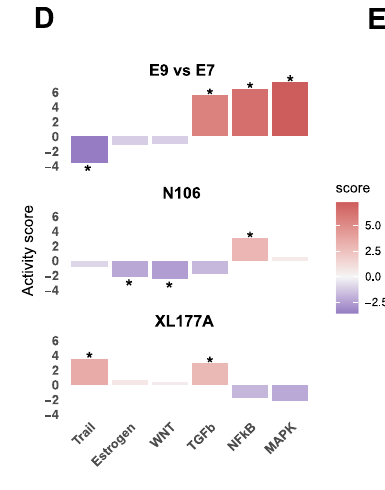 D
E
E9 vs E7
6
4
2
0
−2
−4
N106
6
4
2
0
−2
−4
XL177A
6
4
2
0
−2
−4
Activity score
Trail
Estrogen
WNT
TGFb
NFkB
MAPK
score
5.0
2.5
0.0
−2.5
* * * *
* * *
* *